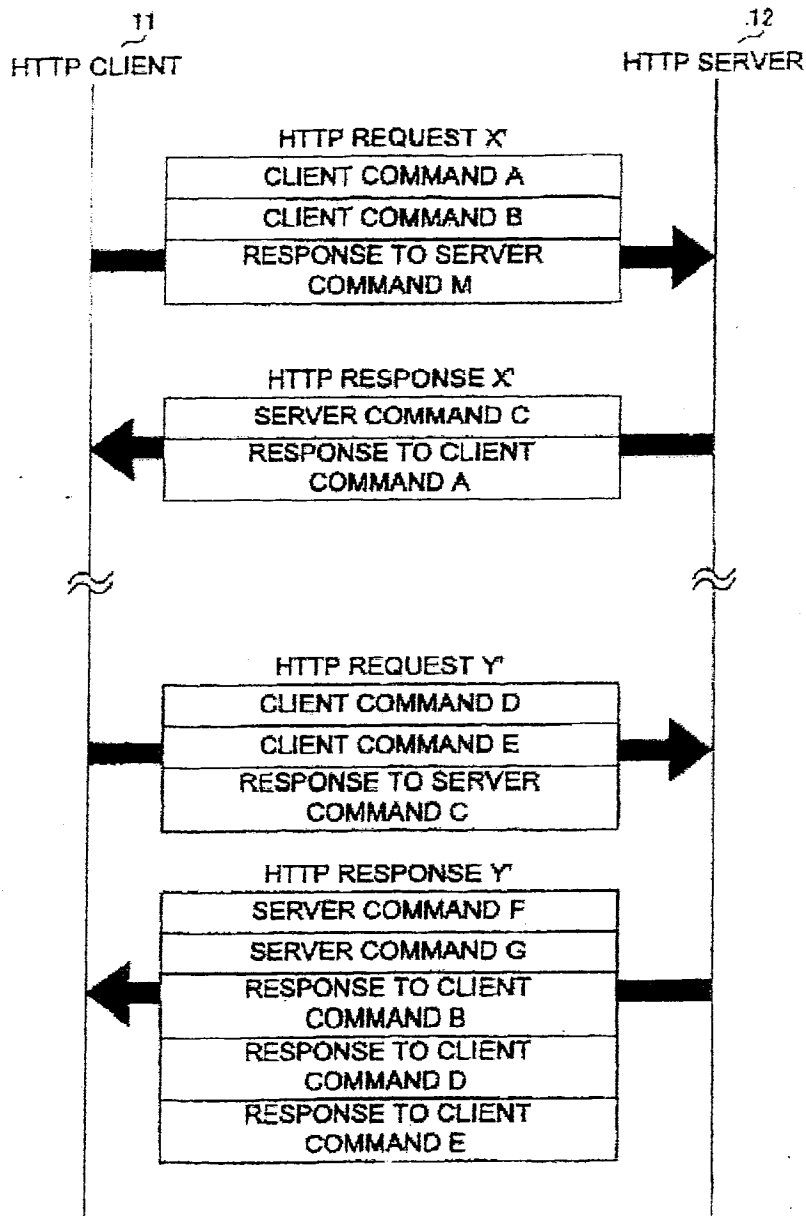 11
HTTP CLIENT
12
HTTP SERVER
HTTP REQUEST X'
CLIENT COMMAND A
CLIENT COMMAND B
RESPONSE TO SERVER
COMMAND M
HTTP RESPONSE X'
SERVER COMMAND C
RESPONSE TO CLIENT
COMMAND A
HTTP REQUEST Y'
CLIENT COMMAND D
CLIENT COMMAND E
RESPONSE TO SERVER
COMMAND C
HTTP RESPONSE Y'
SERVER COMMAND F
SERVER COMMAND G
RESPONSE TO CLIENT
COMMAND B
RESPONSE TO CLIENT
COMMAND D
RESPONSE TO CLIENT
COMMAND E